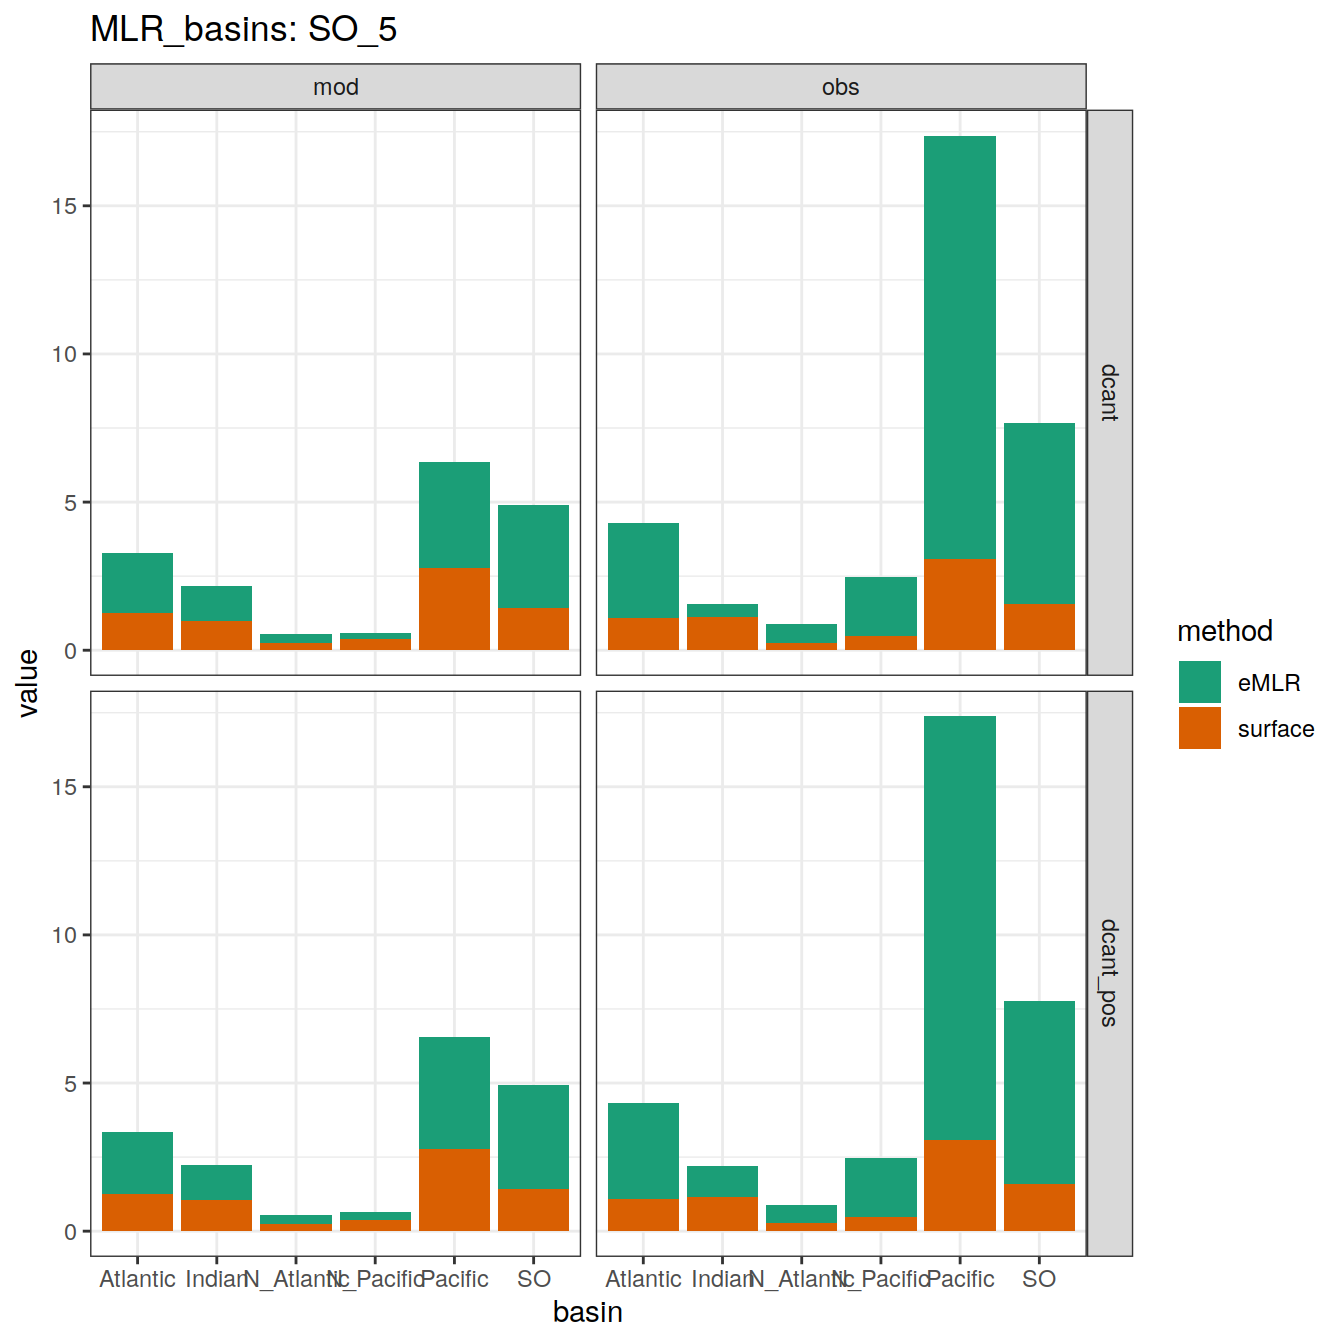 MLR_basins: SO_5
mod
obs
15
10
5
0
dcant
15
10
5
0
dcant_pos
value
Atlantic Indian N_Atlantic N_Pacific Pacific SO
Atlantic Indian N_Atlantic N_Pacific Pacific SO
basin
method
eMLR
surface